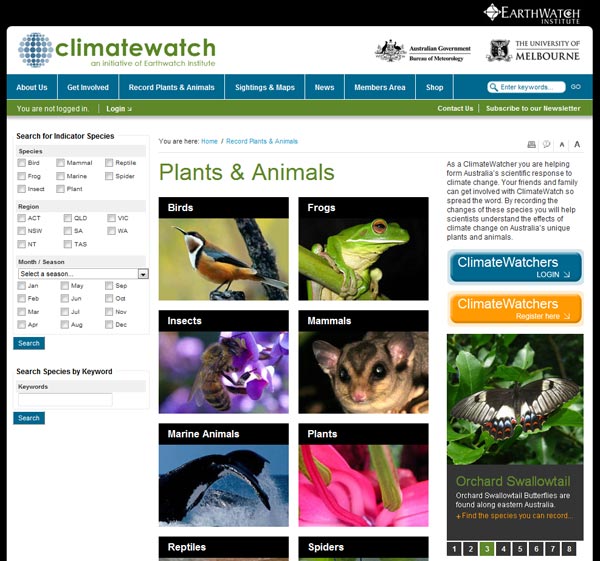 EARTHWATCH
INSTITUTE
climatewatch
an initiative of Earthwatch Institute
Australian Government
Bureau of Meteorology
THE UNIVERSITY OF
MELBOURNE
About Us
Get Involved
Record Plants & Animals
Sightings & Maps
News
Members Area
Shop
Enter keywords...
GO
You are not logged in.
Login
Contact Us
Subscribe to our Newsletter
Search for Indicator Species
Species
Bird Mammal Reptile
Frog Marine Spider
Insect Plant
Region
ACT QLD VIC
NSW SA WA
NT TAS
Month / Season
Select a season...
Jan May Sep
Feb Jun Oct
Mar Jul Nov
Apr Aug Dec
Search
Search Species by Keyword
Keywords
Search
You are here: Home / Record Plants & Animals
A A
Plants & Animals
Birds
Frogs
Insects
Mammals
Marine Animals
Plants
Reptiles
Spiders
As a ClimateWatcher you are helping
form Australia's scientific response to
climate change. Your friends and family
can get involved with ClimateWatch so
spread the word. By recording the
changes of these species you will help
scientists understand the effects of
climate change on Australia's unique
plants and animals.
ClimateWatchers
LOGIN
ClimateWatchers
Register here
Orchard Swallowtail
Orchard Swallowtail Butterflies are
found along eastern Australia.
+Find the species you can record...
1 2 3 4 5 6 7 8